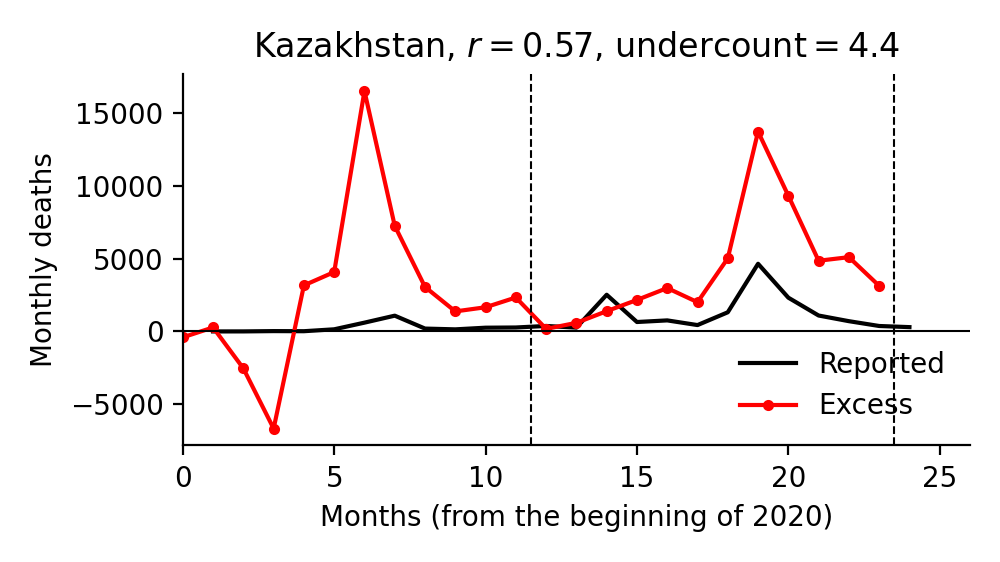 Kazakhstan, r = 0.57, undercount = 4.4
Monthly deaths
15000
10000
5000
0
−5000
Reported
Excess
0 5 10 15 20 25
Months (from the beginning of 2020)